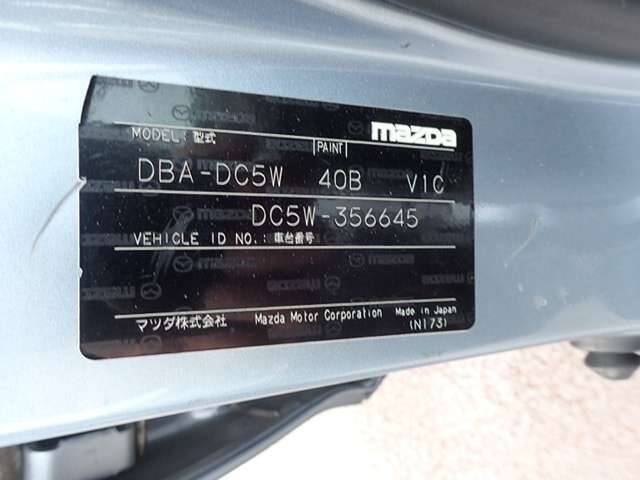 mazda
MODEL: 型式
PAINT
DBA-DC5W 40B V1C
DC5W-356645
VEHICLE ID NO.: 車台番号
マツダ株式会社 Mazda Motor Corporation Made in Japan
(N173)